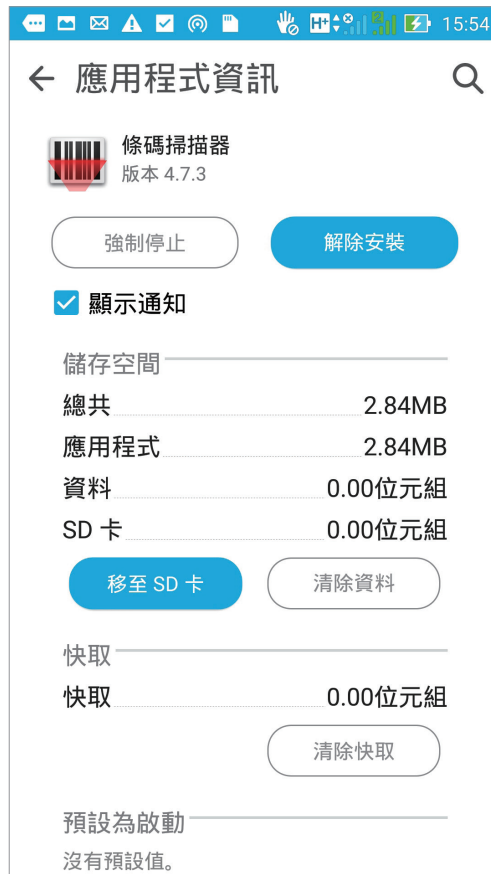 H+ 2 15:54
應用程式資訊
條碼掃描器
版本 4.7.3
強制停止 解除安裝
顯示通知
儲存空間
總共 2.84MB
應用程式 2.84MB
資料 0.00位元組
SD 卡 0.00位元組
移至 SD 卡 清除資料
快取
快取 0.00位元組
清除快取
預設為啟動
沒有預設值。